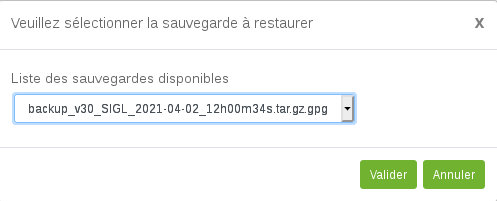 Veuillez sélectionner la sauvegarde à restaurer
x
Liste des sauvegardes disponibles
backup_v30_SIGL_2021-04-02_12h00m34s.tar.gz.gpg
Valider
Annuler